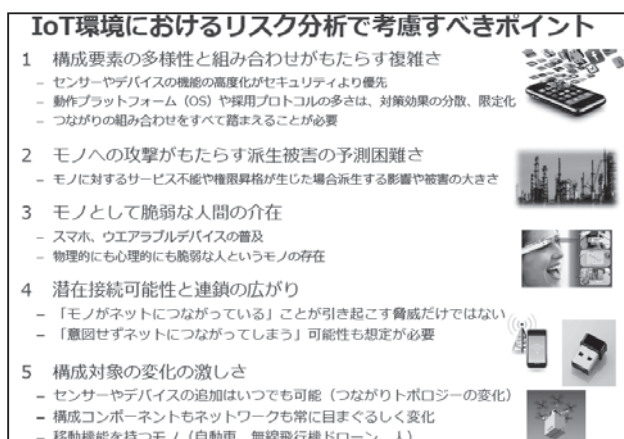 IoT環境におけるリスク分析で考慮すべきポイント
1 構成要素の多様性と組み合わせがもたらす複雑さ
– センサーやデバイスの機能の高度化がセキュリティより優先
– 動作プラットフォーム（OS）や採用プロトコルの多さは、対策効果の分散、限定化
– つながりの組み合わせをすべて踏まえることが必要
2 モノへの攻撃がもたらす派生被害の予測困難さ
– モノに対するサービス不能や権限昇格が生じた場合派生する影響や被害の大きさ
3 モノとして脆弱な人間の介在
– スマホ、ウエアラブルデバイスの普及
– 物理的にも心理的にも脆弱な人というモノの存在
4 潜在接続可能性と連鎖の広がり
– 「モノがネットにつながっている」ことが引き起こす脅威だけではない
– 「意図せずネットにつながってしまう」可能性も想定が必要
5 構成対象の変化の激しさ
– センサーやデバイスの追加はいつでも可能（つながりトポロジーの変化）
– 構成コンポーネントもネットワークも常に目まぐるしく変化
– 移動機能を持つモノ（自動車、無線飛行機ドローン、人）